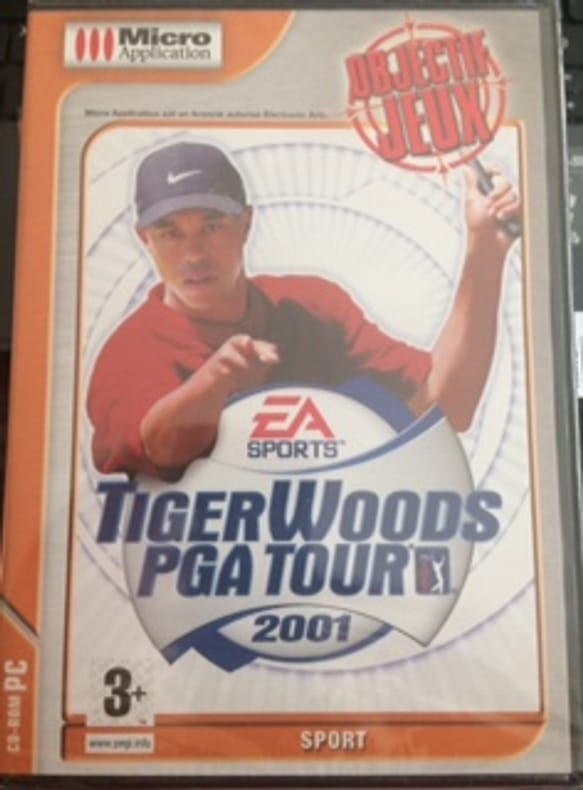 Micro
Application
OBJECTIF
JEUX
Micro Application est un licencié autorisé Electronic Arts.
EA
SPORTS™
TIGER WOODS
PGA TOUR
2001
3+
www.pegi.info
CD-ROM PC
SPORT